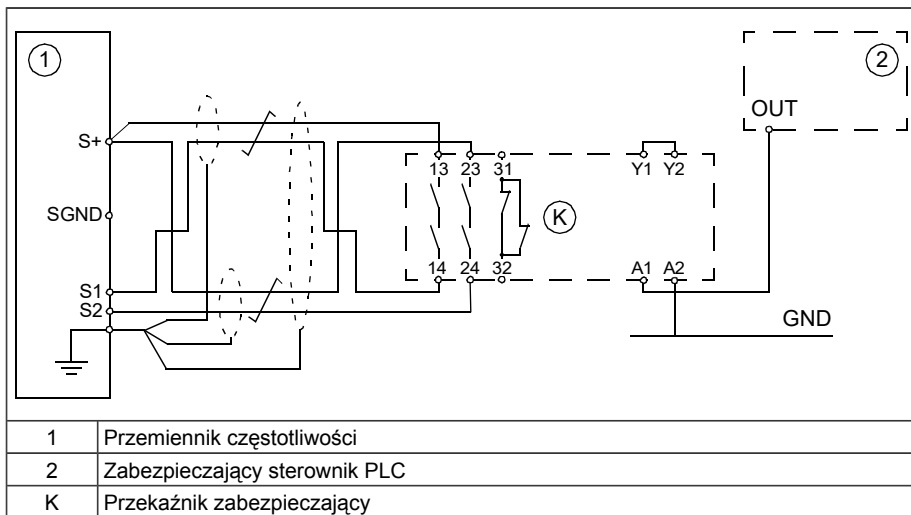 1
2
OUT
S+
13 23 31
Y1 Y2
SGND
K
14 24 32
A1 A2
S1
S2
GND
1 Przemiennik częstotliwości
2 Zabezpieczający sterownik PLC
K Przekaźnik zabezpieczający